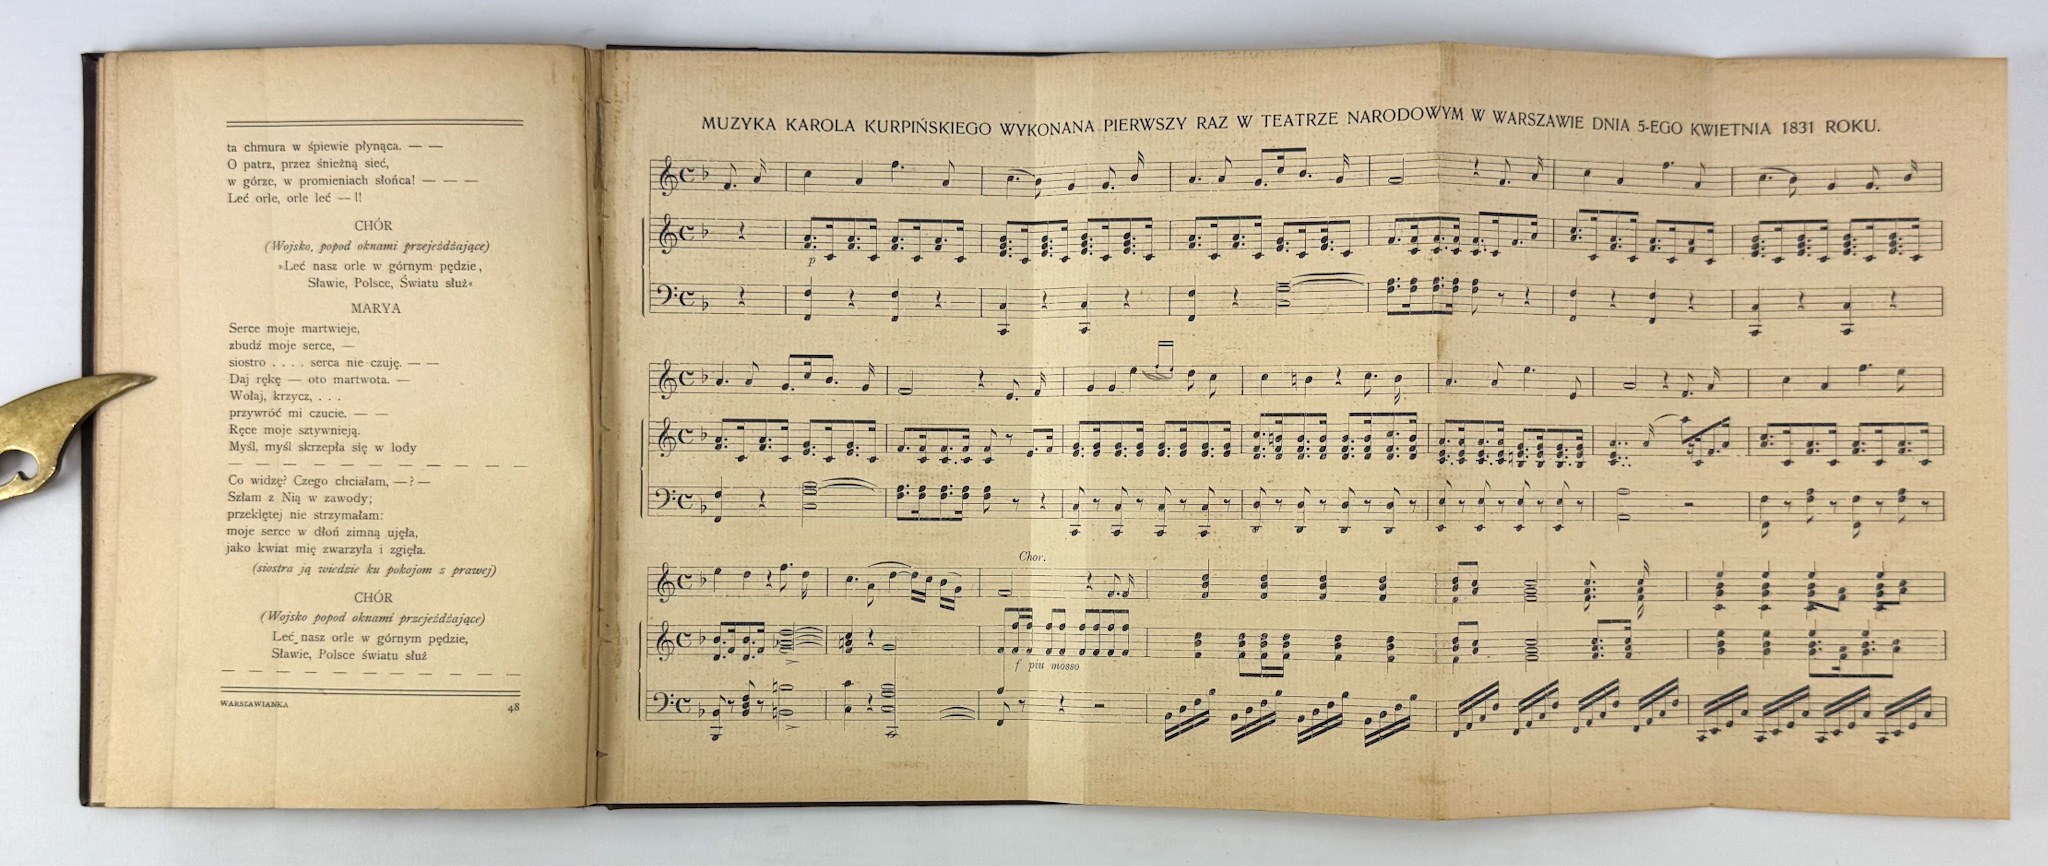 ta chmura w śpiewie płynąca. — —
O patrz, przez śnieżną sieć,
w górze, w promieniach słońca! — — —
Leć orle, orle leć — !!
CHÓR
(Wojsko, popod oknami przejeżdżające)
»Leć nasz orle w górnym pędzie,
Sławie, Polsce, Światu służ«
MARYA
Serce moje martwieje,
zbudź moje serce, —
siostro . . . . serca nie czuję. — —
Daj rękę — oto martwota. —
Wołaj, krzycz, . . .
przywróć mi czucie. — —
Ręce moje sztywnieją.
Myśl, myśl skrzepła się w lody
— — — — — — — — — — — — —
Co widzę? Czego chciałam, — ? —
Szłam z Nią w zawody;
przeklętej nie strzymałam:
moje serce w dłoń zimną ujęła,
jako kwiat mię zwarzyła i zgięła.
(siostra ją wiedzie ku pokojom z prawej)
CHÓR
(Wojsko popod oknami przejeżdżające)
Leć nasz orle w górnym pędzie,
Sławie, Polsce światu służ
— — — — — — — — — — — — —
WARSZAWIANKA 48
MUZYKA KAROLA KURPIŃSKIEGO WYKONANA PIERWSZY RAZ W TEATRZE NARODOWYM W WARSZAWIE DNIA 5-EGO KWIETNIA 1831 ROKU.
p
Chor.
f piu mosso